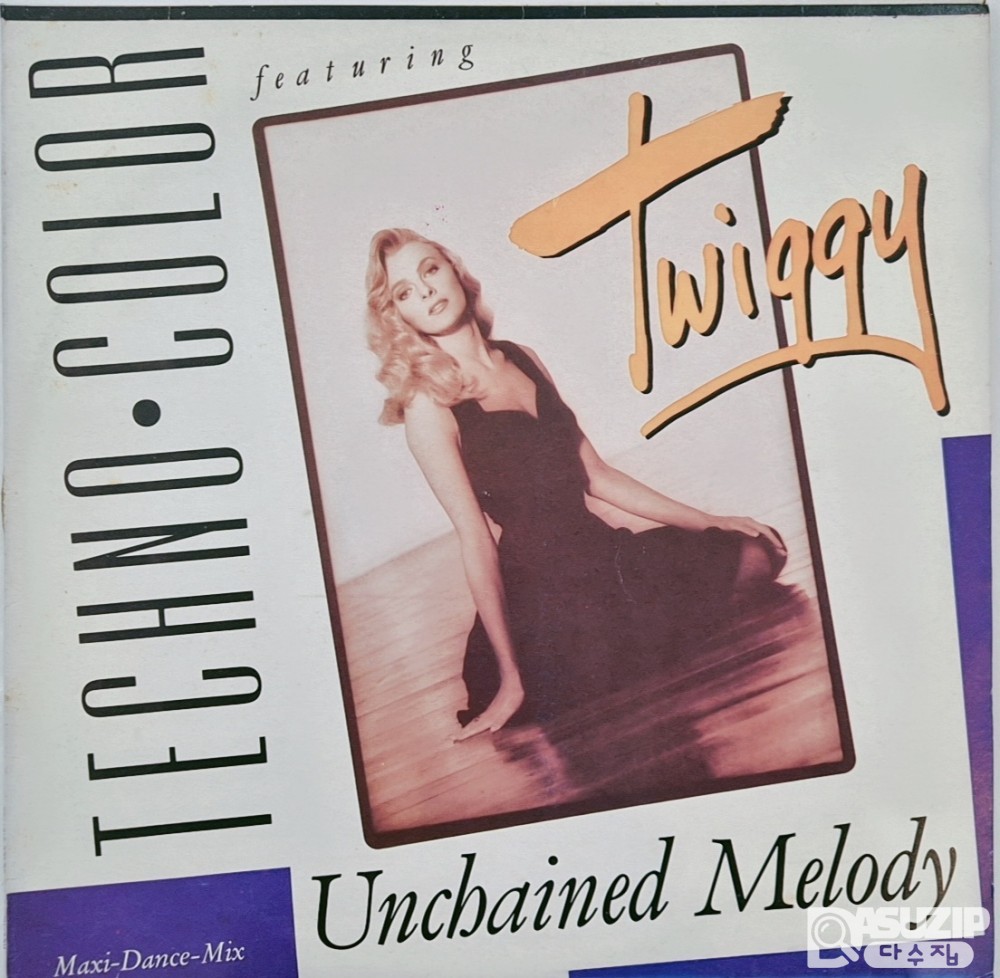 TECHNO•COLOR
featuring
Twiggy
Unchained Melody
Maxi-Dance-Mix
ASUZIP
다수집